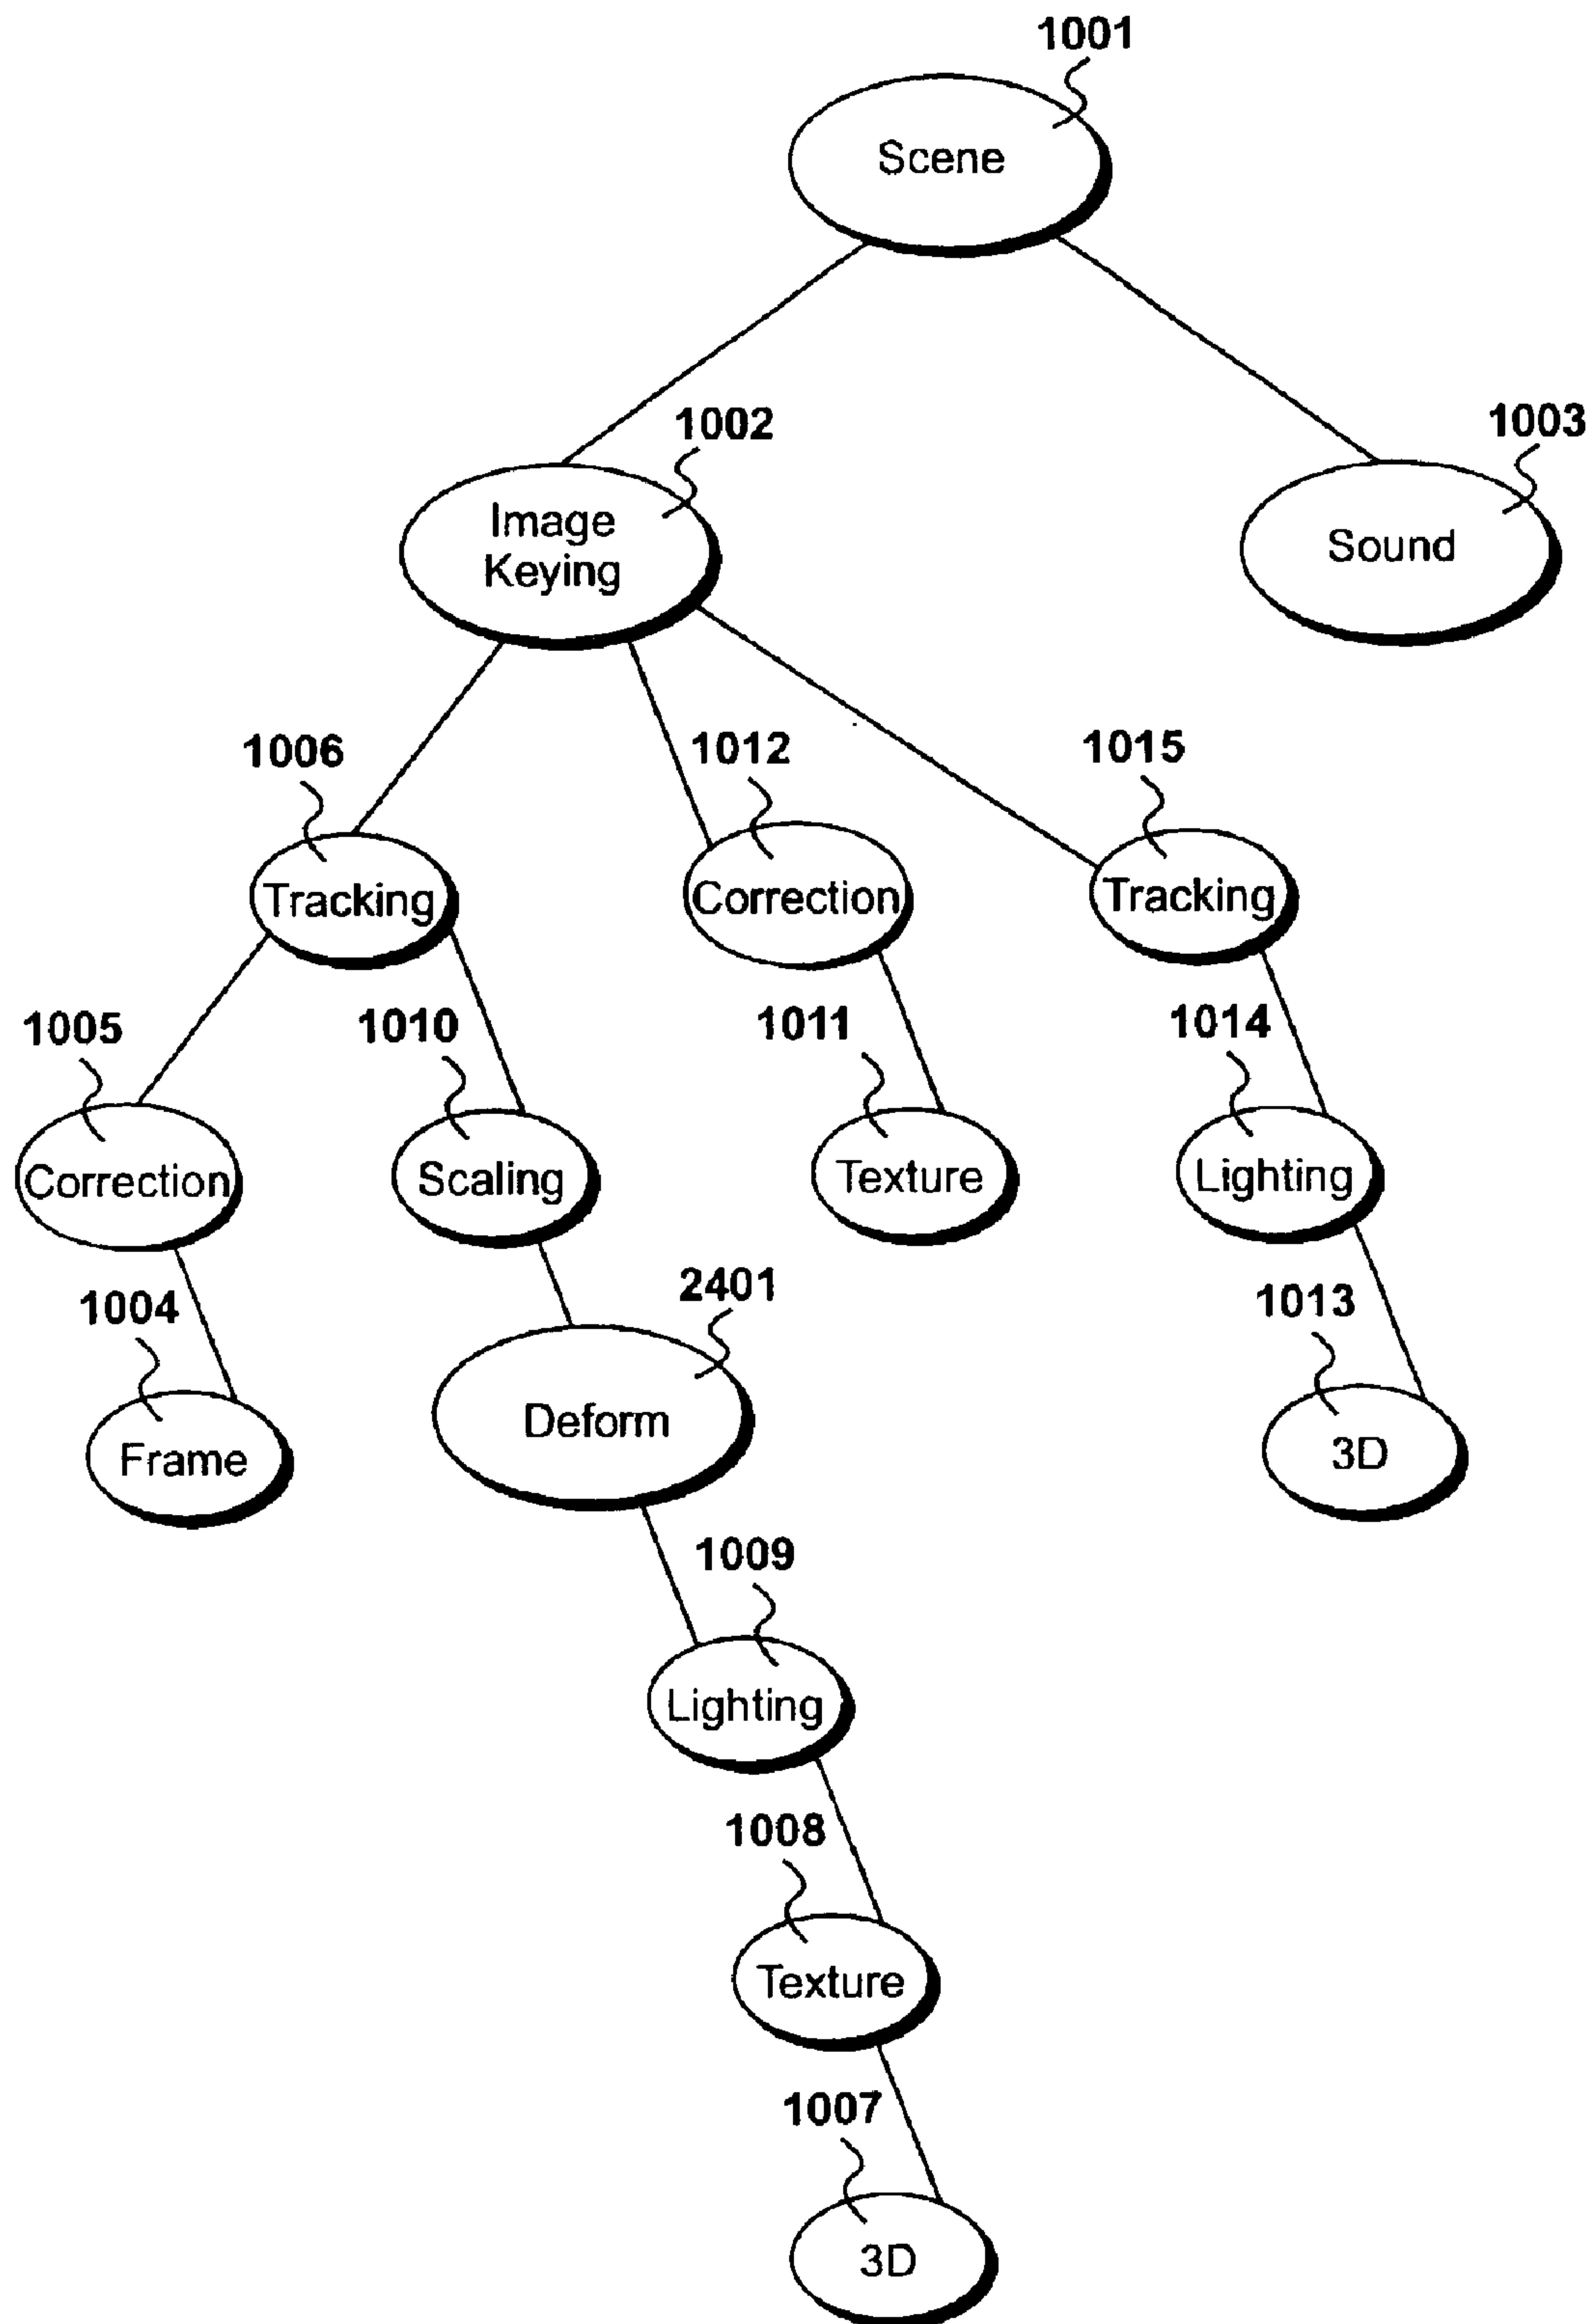 1001
Scene
1002
1003
Image
Keying
Sound
1006
1012
1015
Tracking
Correction
Tracking
1005
1010
1011
1014
Correction
Scaling
Texture
Lighting
1004
2401
1013
Frame
Deform
3D
1009
Lighting
1008
Texture
1007
3D